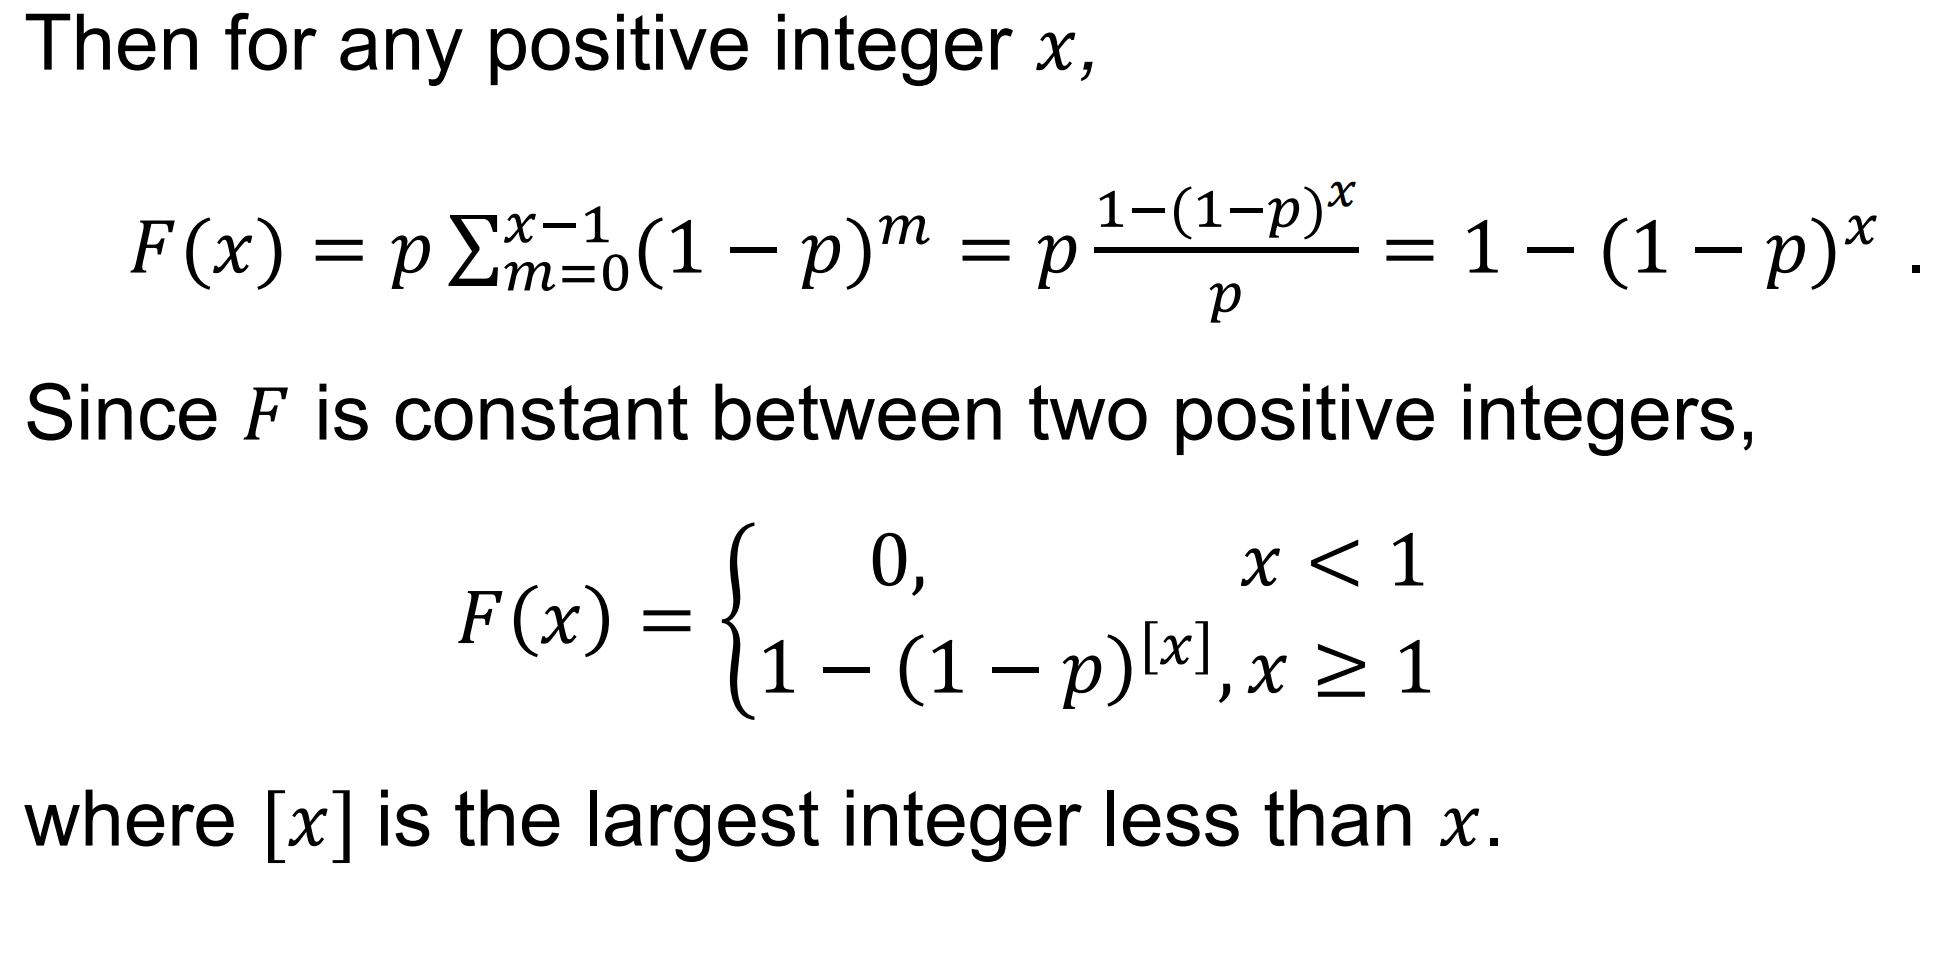 Then for any positive integer x,
F(x) = p ∑_{m=0}^{x−1}(1 − p)^m = p \frac{1−(1−p)^x}{p} = 1 − (1 − p)^x .
Since F is constant between two positive integers,
F(x) = { 0, x < 1
1 − (1 − p)^{[x]}, x ≥ 1
where [x] is the largest integer less than x.